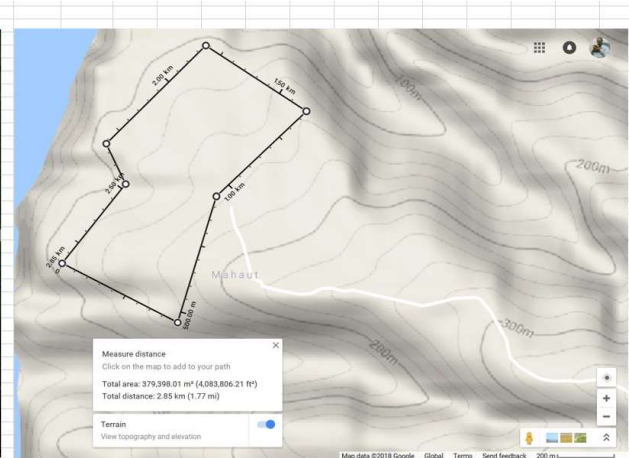 2.00 km
1.50 km
100m
200m
2.50 km
1.00 km
2.85 km
0
Mahaut
500.00 m
300m
200m
Measure distance
Click on the map to add to your path
Total area: 379,398.01 m² (4,083,806.21 ft²)
Total distance: 2.85 km (1.77 mi)
Terrain
View topography and elevation
Map data ©2018 Google Global Terms Send feedback 200 m